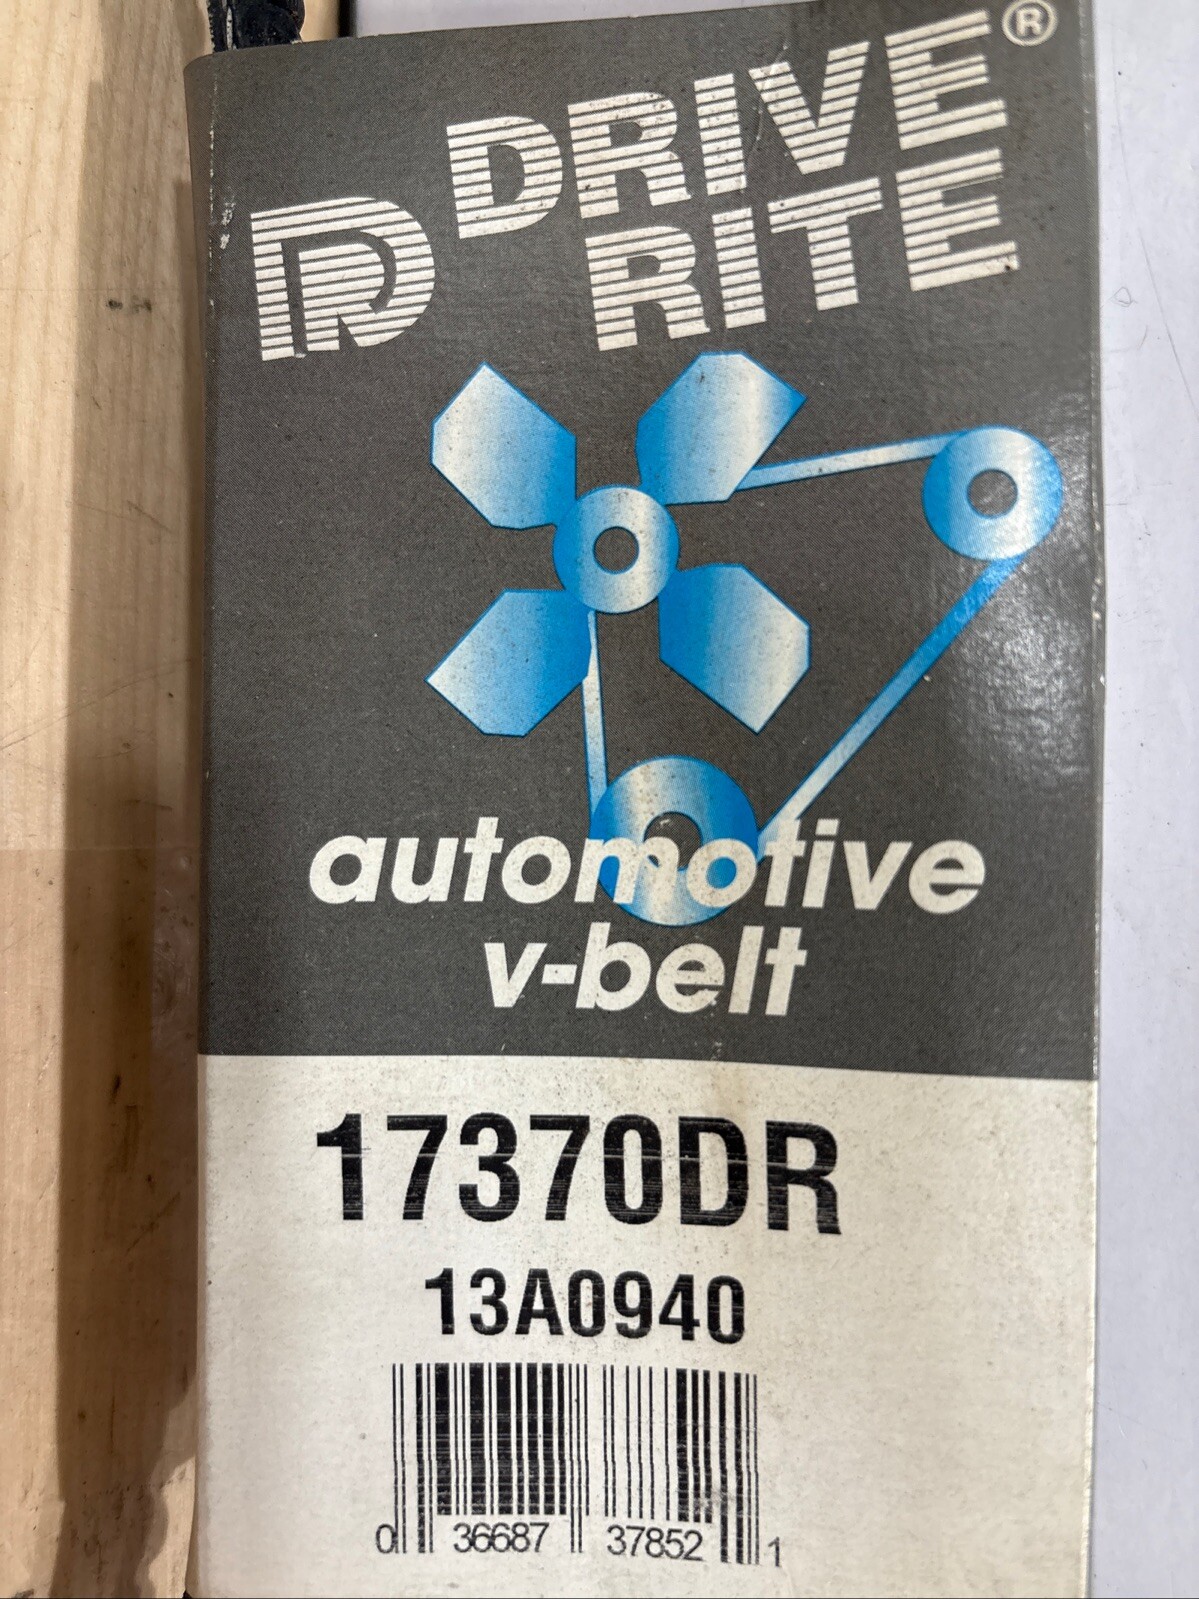 DR DRIVE®
RITE
automotive
v-belt
17370DR
13A0940
0 36687 37852 1